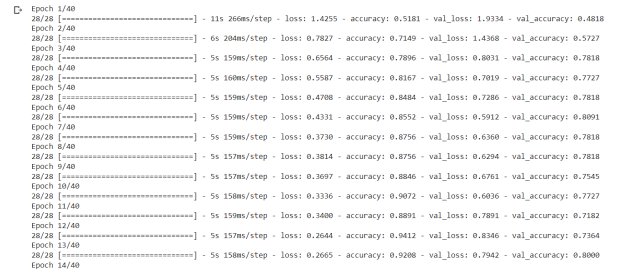 Epoch 1/40
28/28 [==============================] - 11s 266ms/step - loss: 1.4255 - accuracy: 0.5181 - val_loss: 1.9334 - val_accuracy: 0.4818
Epoch 2/40
28/28 [==============================] - 6s 204ms/step - loss: 0.7827 - accuracy: 0.7149 - val_loss: 1.4368 - val_accuracy: 0.5727
Epoch 3/40
28/28 [==============================] - 5s 159ms/step - loss: 0.6564 - accuracy: 0.7896 - val_loss: 0.8031 - val_accuracy: 0.7818
Epoch 4/40
28/28 [==============================] - 5s 160ms/step - loss: 0.5587 - accuracy: 0.8167 - val_loss: 0.7019 - val_accuracy: 0.7727
Epoch 5/40
28/28 [==============================] - 5s 159ms/step - loss: 0.4708 - accuracy: 0.8484 - val_loss: 0.7286 - val_accuracy: 0.7818
Epoch 6/40
28/28 [==============================] - 5s 159ms/step - loss: 0.4331 - accuracy: 0.8552 - val_loss: 0.5912 - val_accuracy: 0.8091
Epoch 7/40
28/28 [==============================] - 5s 159ms/step - loss: 0.3730 - accuracy: 0.8756 - val_loss: 0.6360 - val_accuracy: 0.7818
Epoch 8/40
28/28 [==============================] - 5s 157ms/step - loss: 0.3814 - accuracy: 0.8756 - val_loss: 0.6294 - val_accuracy: 0.7818
Epoch 9/40
28/28 [==============================] - 5s 157ms/step - loss: 0.3697 - accuracy: 0.8846 - val_loss: 0.6761 - val_accuracy: 0.7545
Epoch 10/40
28/28 [==============================] - 5s 158ms/step - loss: 0.3336 - accuracy: 0.9072 - val_loss: 0.6036 - val_accuracy: 0.7727
Epoch 11/40
28/28 [==============================] - 5s 159ms/step - loss: 0.3400 - accuracy: 0.8891 - val_loss: 0.7891 - val_accuracy: 0.7182
Epoch 12/40
28/28 [==============================] - 5s 157ms/step - loss: 0.2644 - accuracy: 0.9412 - val_loss: 0.8346 - val_accuracy: 0.7364
Epoch 13/40
28/28 [==============================] - 5s 158ms/step - loss: 0.2665 - accuracy: 0.9208 - val_loss: 0.7942 - val_accuracy: 0.8000
Epoch 14/40